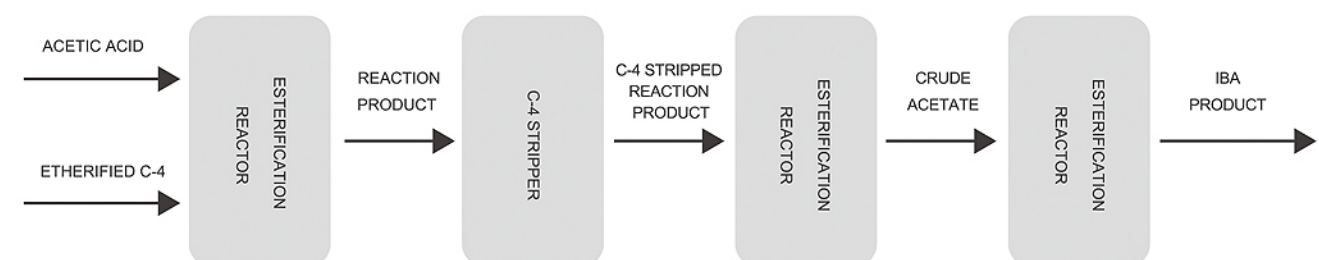 ACETIC ACID
ETHERIFIED C-4
ESTERIFICATION
REACTOR
REACTION
PRODUCT
C-4 STRIPPER
C-4 STRIPPED
REACTION
PRODUCT
ESTERIFICATION
REACTOR
CRUDE
ACETATE
ESTERIFICATION
REACTOR
IBA
PRODUCT